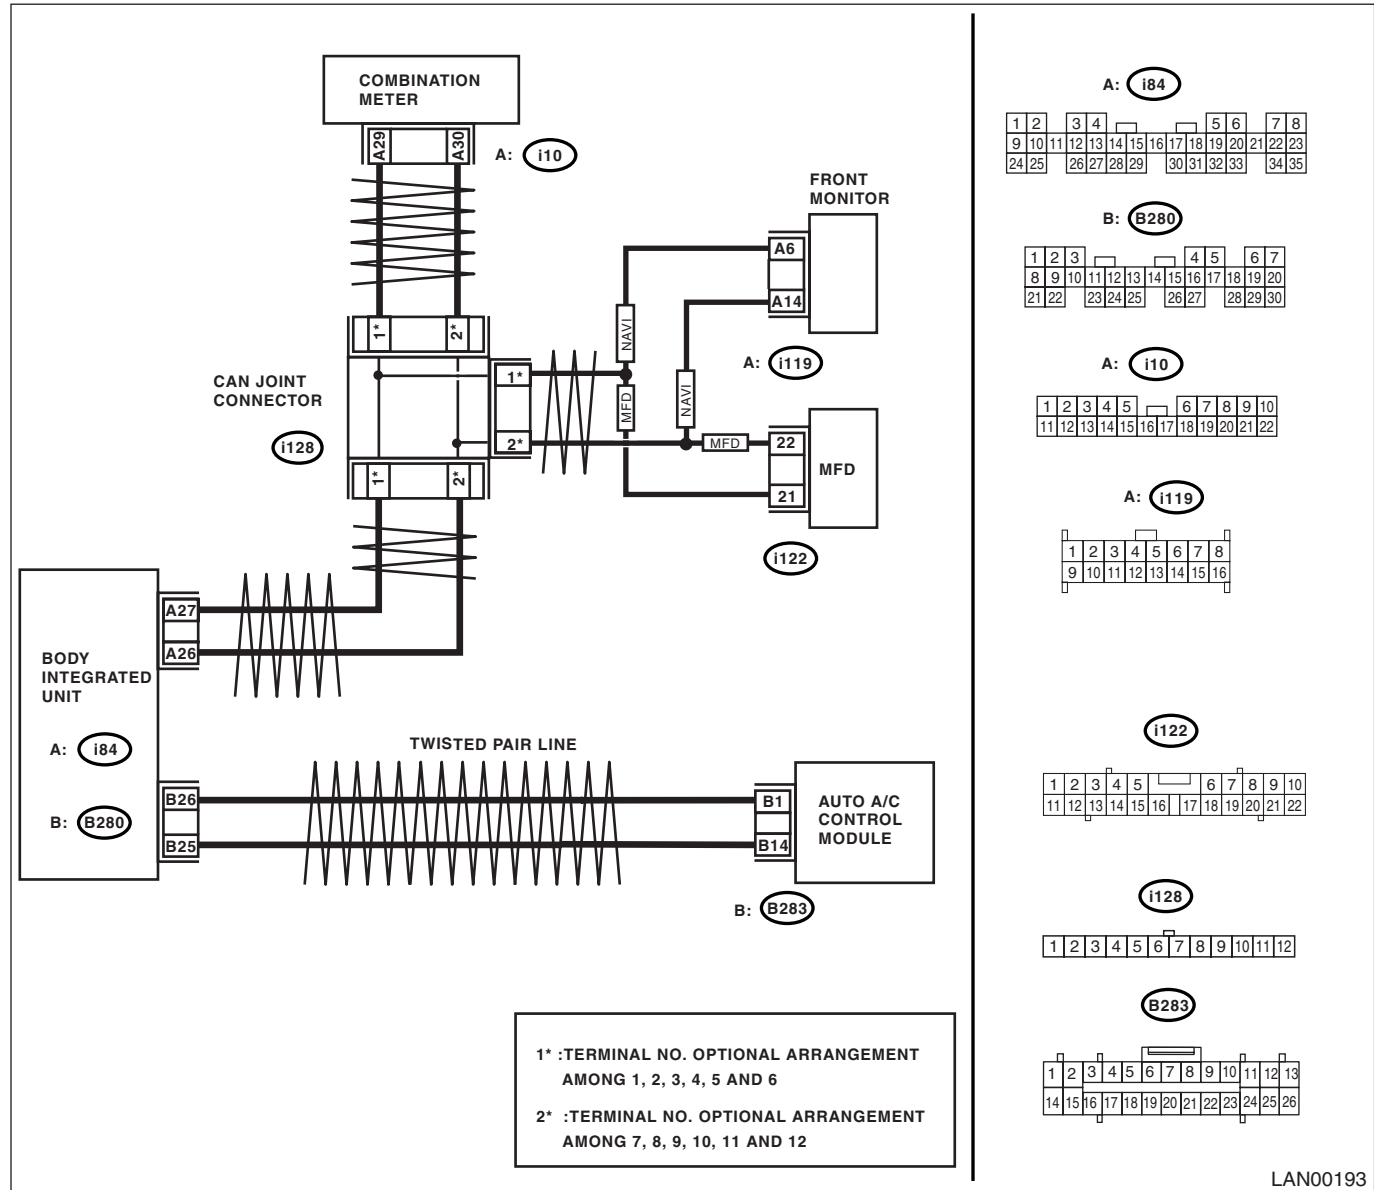 COMBINATION
METER
A29
A30
A: i10
FRONT
MONITOR
A6
A14
A: i119
NAVI
MFD
NAVI
MFD
1*
2*
CAN JOINT
CONNECTOR
i128
1*
2*
1*
2*
22
21
MFD
i122
A27
A26
BODY
INTEGRATED
UNIT
A: i84
B: B280
B26
B25
TWISTED PAIR LINE
B1
B14
AUTO A/C
CONTROL
MODULE
B: B283
1* :TERMINAL NO. OPTIONAL ARRANGEMENT
AMONG 1, 2, 3, 4, 5 AND 6
2* :TERMINAL NO. OPTIONAL ARRANGEMENT
AMONG 7, 8, 9, 10, 11 AND 12
A: i84
1 2 3 4 5 6 7 8
9 10 11 12 13 14 15 16 17 18 19 20 21 22 23
24 25 26 27 28 29 30 31 32 33 34 35
B: B280
1 2 3 4 5 6 7
8 9 10 11 12 13 14 15 16 17 18 19 20
21 22 23 24 25 26 27 28 29 30
A: i10
1 2 3 4 5 6 7 8 9 10
11 12 13 14 15 16 17 18 19 20 21 22
A: i119
1 2 3 4 5 6 7 8
9 10 11 12 13 14 15 16
i122
1 2 3 4 5 6 7 8 9 10
11 12 13 14 15 16 17 18 19 20 21 22
i128
1 2 3 4 5 6 7 8 9 10 11 12
B283
1 2 3 4 5 6 7 8 9 10 11 12 13
14 15 16 17 18 19 20 21 22 23 24 25 26
LAN00193